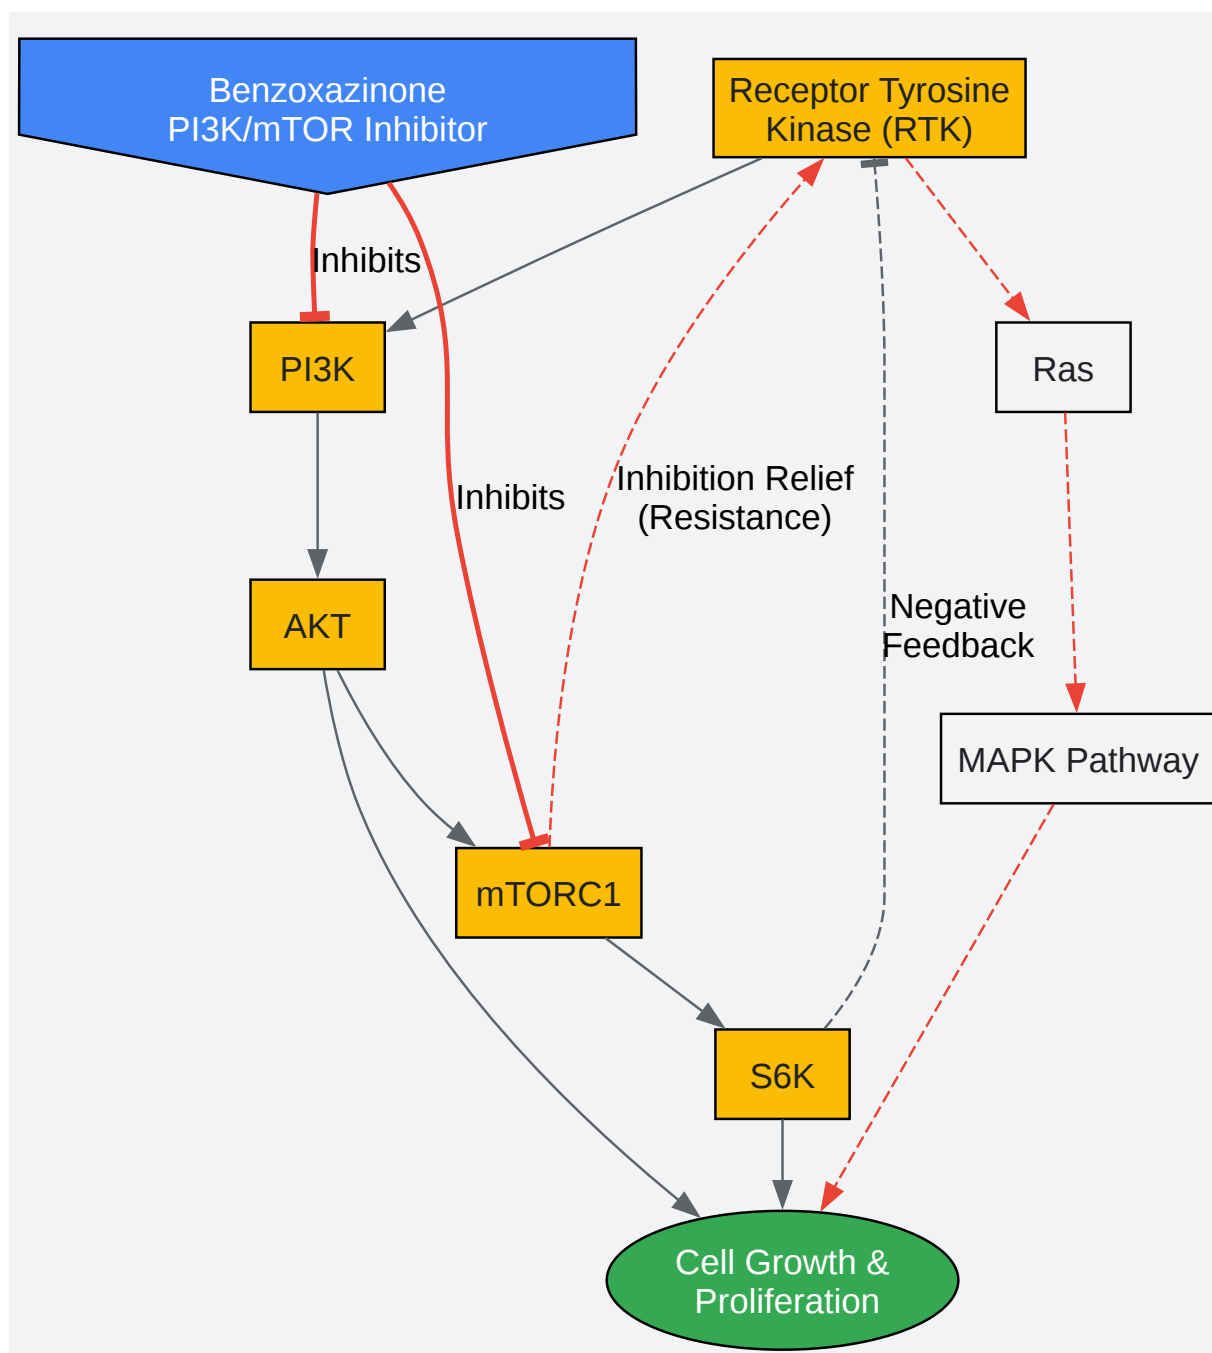 Benzoxazinone
PI3K/mTOR Inhibitor
Receptor Tyrosine
Kinase (RTK)
Inhibits
PI3K
Ras
Inhibits
Inhibition Relief
(Resistance)
AKT
Negative
Feedback
MAPK Pathway
mTORC1
S6K
Cell Growth &
Proliferation